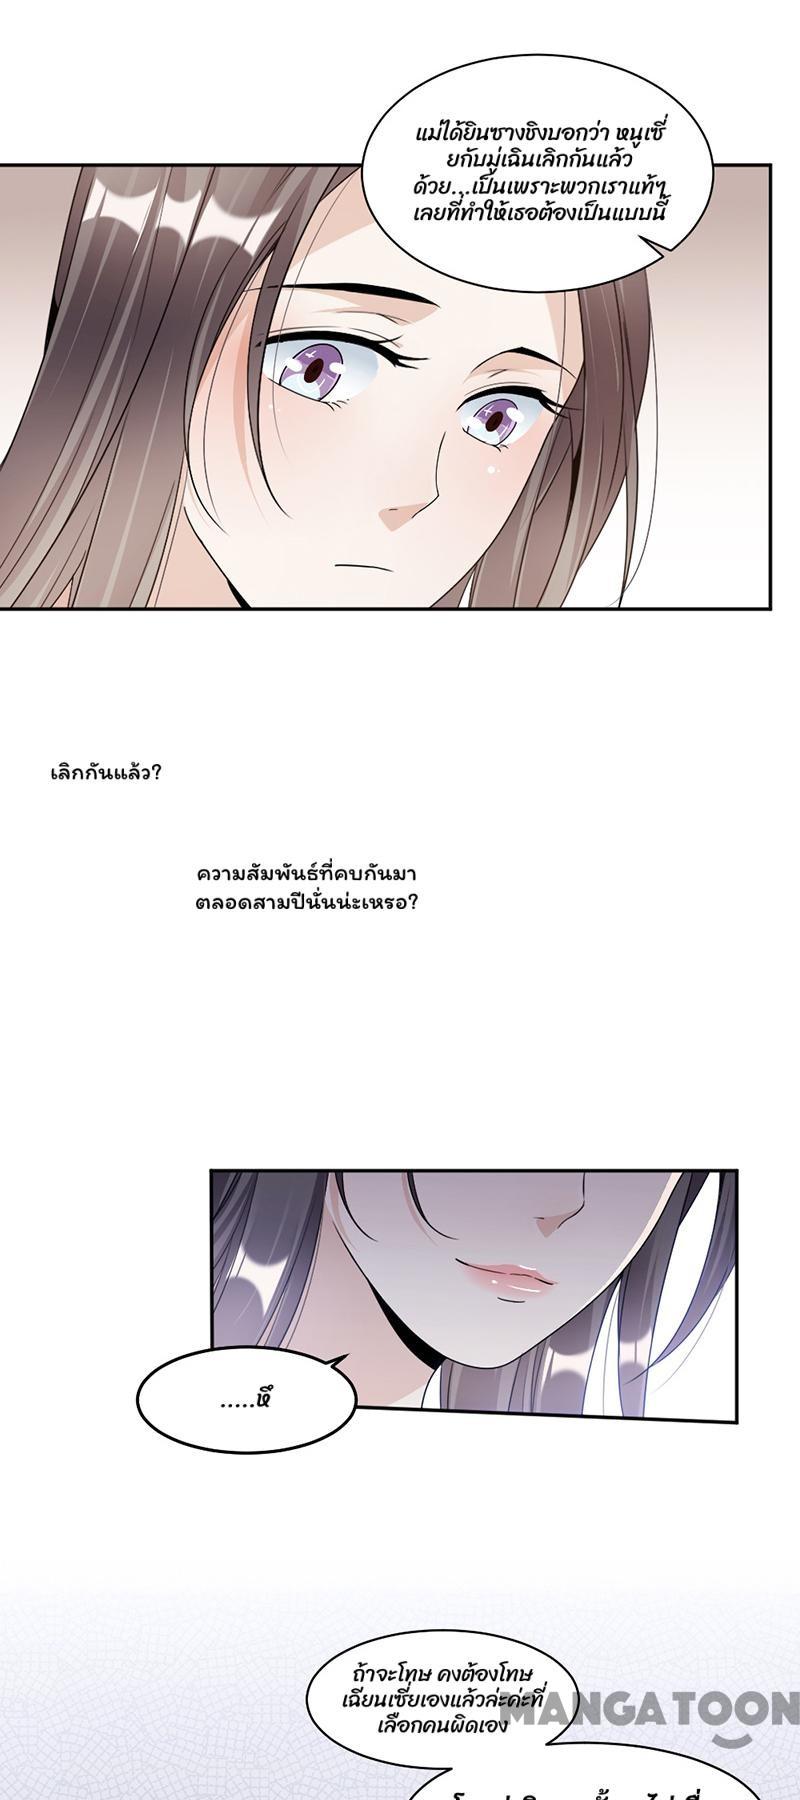 แม่ได้ยินซางชิงบอกว่า หนูเซี่
ยกับมู่เฉินเลิกกันแล้ว
ด้วย...เป็นเพราะพวกเราแท้ๆ
เลยที่ทำให้เธอต้องเป็นแบบนี้
เลิกกันแล้ว?
ความสัมพันธ์ที่คบกันมา
ตลอดสามปีนั่นน่ะเหรอ?
.....หึ
ถ้าจะโทษ คงต้องโทษ
เฉียนเซี่ยเองแล้วล่ะค่ะที่
เลือกคนผิดเอง
MANGATOON